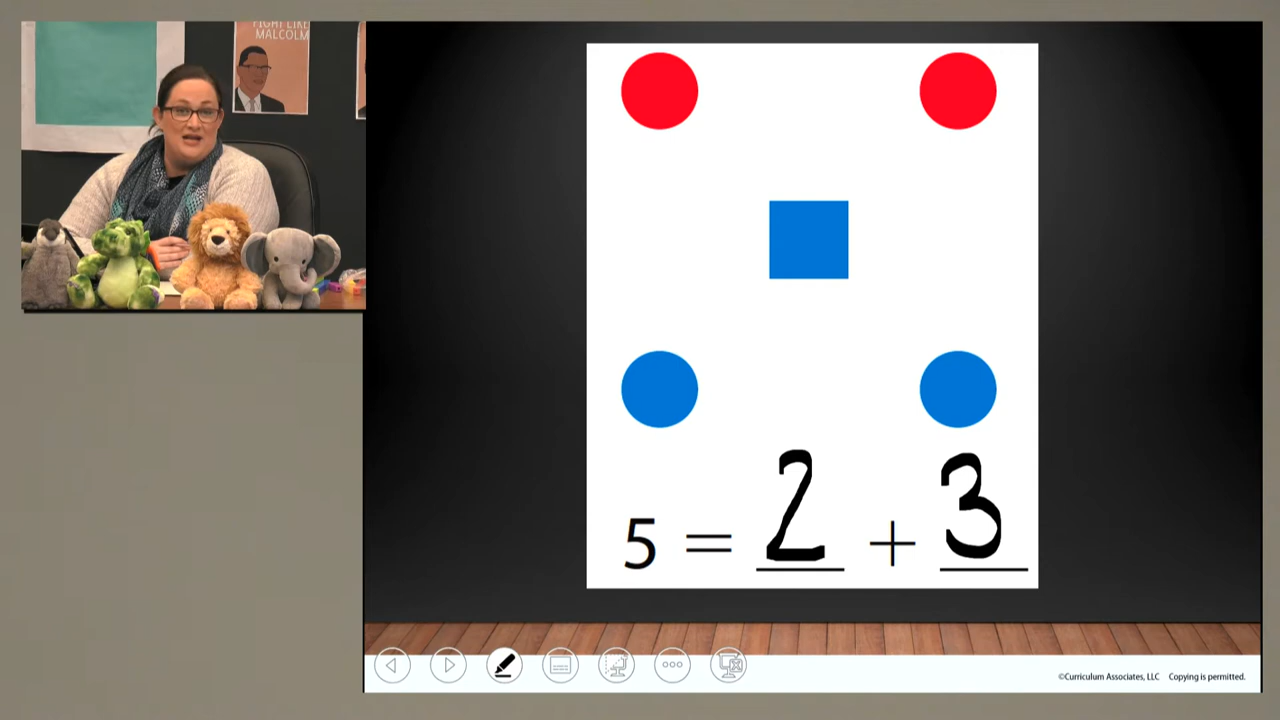 FIGHT LIKE
MALCOLM
5 = 2 + 3
©Curriculum Associates, LLC Copying is permitted.